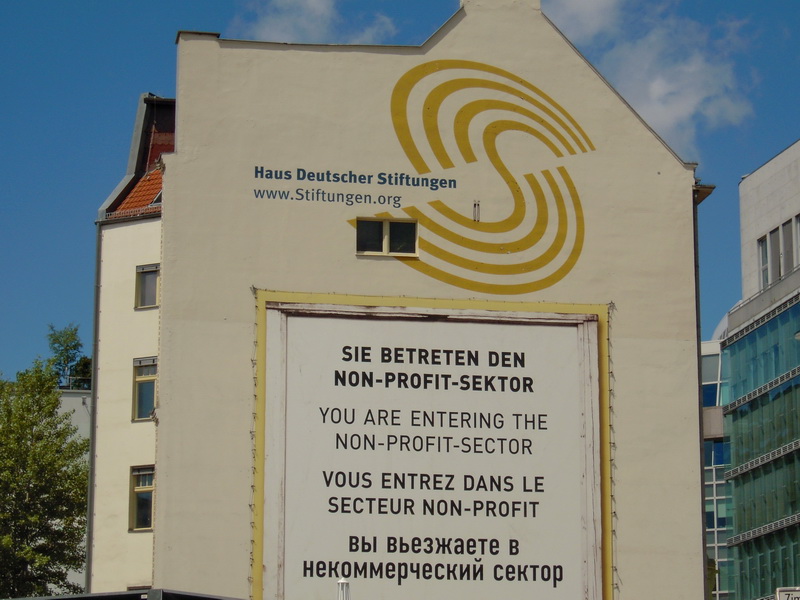 Haus Deutscher Stiftungen
www.Stiftungen.org
SIE BETRETEN DEN
NON-PROFIT-SEKTOR
YOU ARE ENTERING THE
NON-PROFIT-SECTOR
VOUS ENTREZ DANS LE
SECTEUR NON-PROFIT
вы вьезжаете в
некоммерческий сектор